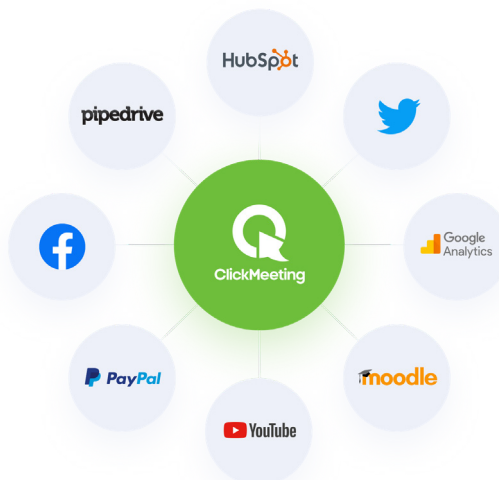 HubSpot
pipedrive
Google
Analytics
ClickMeeting
PayPal
moodle
YouTube